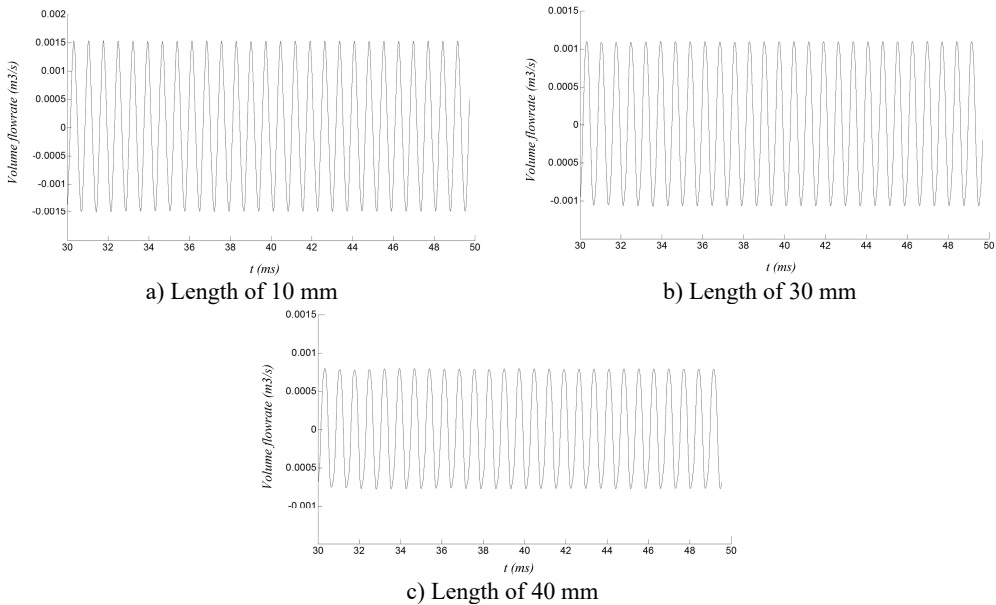 0.002
0.0015
0.001
0.0005
0
-0.0005
-0.001
-0.0015
Volume flowrate (m3/s)
30 32 34 36 38 40 42 44 46 48 50
t (ms)
a) Length of 10 mm
0.0015
0.001
0.0005
0
0.0005
-0.001
Volume flowrate (m3/s)
30 32 34 36 38 40 42 44 46 48 50
t (ms)
b) Length of 30 mm
0.0015
0.001
0.0005
0
0.0005
-0.001
Volume flowrate (m3/s)
30 32 34 36 38 40 42 44 46 48 50
t (ms)
c) Length of 40 mm